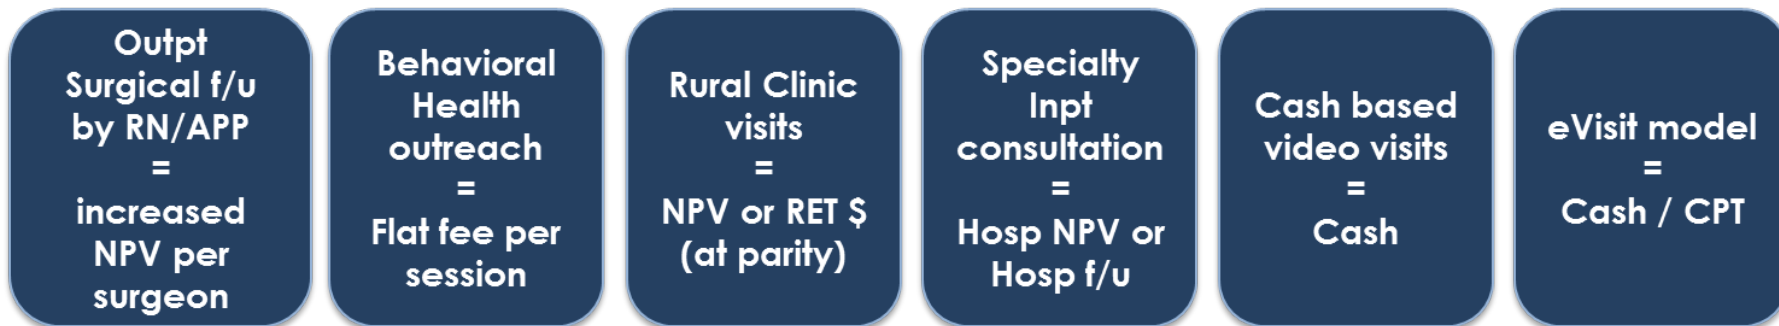 Outpt
Surgical f/u
by RN/APP
=
increased
NPV per
surgeon
Behavioral
Health
outreach
=
Flat fee per
session
Rural Clinic
visits
=
NPV or RET $
(at parity)
Specialty
Inpt
consultation
=
Hosp NPV or
Hosp f/u
Cash based
video visits
=
Cash
eVisit model
=
Cash / CPT